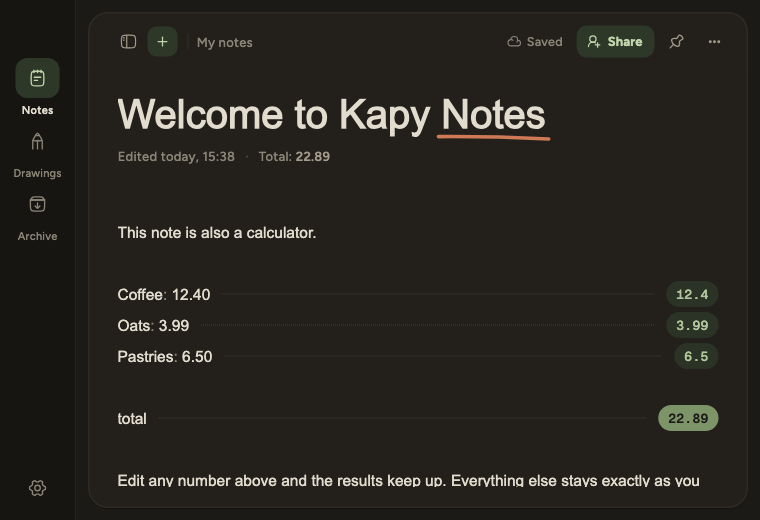 My notes
Saved
Share
Notes
Drawings
Archive
Welcome to Kapy Notes
Edited today, 15:38 · Total: 22.89
This note is also a calculator.
Coffee: 12.40 12.4
Oats: 3.99 3.99
Pastries: 6.50 6.5
total 22.89
Edit any number above and the results keep up. Everything else stays exactly as you